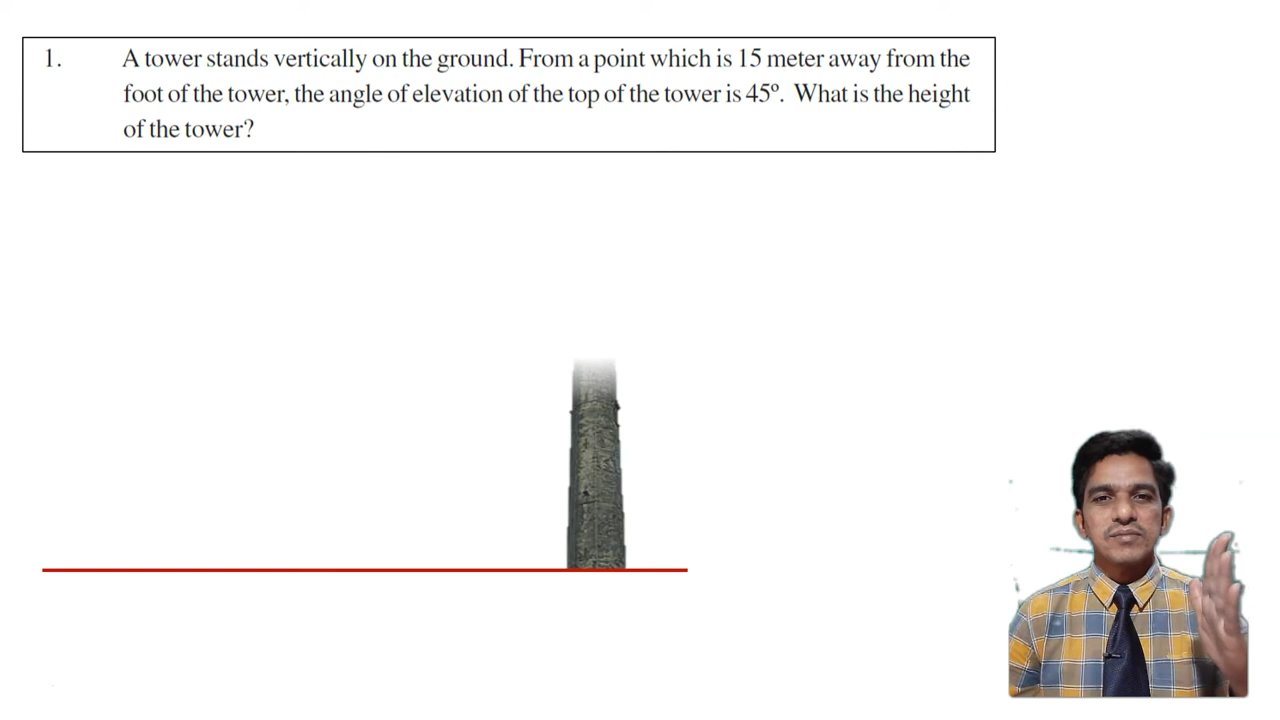 1. A tower stands vertically on the ground. From a point which is 15 meter away from the
foot of the tower, the angle of elevation of the top of the tower is 45º. What is the height
of the tower?